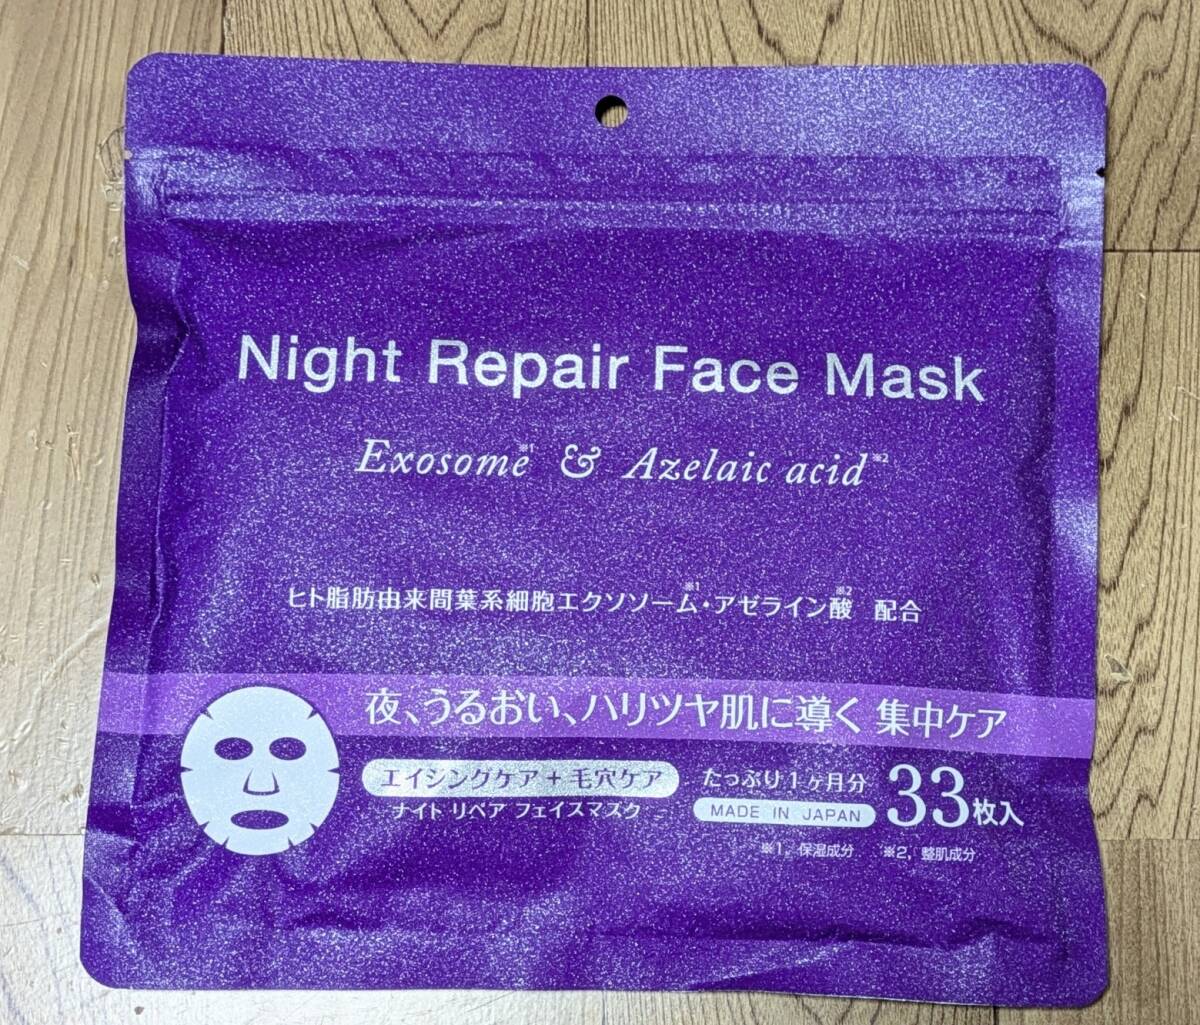 Night Repair Face Mask
Exosome※1 & Azelaic acid※2
ヒト脂肪由来間葉系細胞エクソソーム※1・アゼライン酸※2 配合
夜、うるおい、ハリツヤ肌に導く 集中ケア
エイジングケア + 毛穴ケア
ナイト リペア フェイスマスク
たっぷり1ヶ月分
MADE IN JAPAN
33枚入
※1, 保湿成分 ※2, 整肌成分